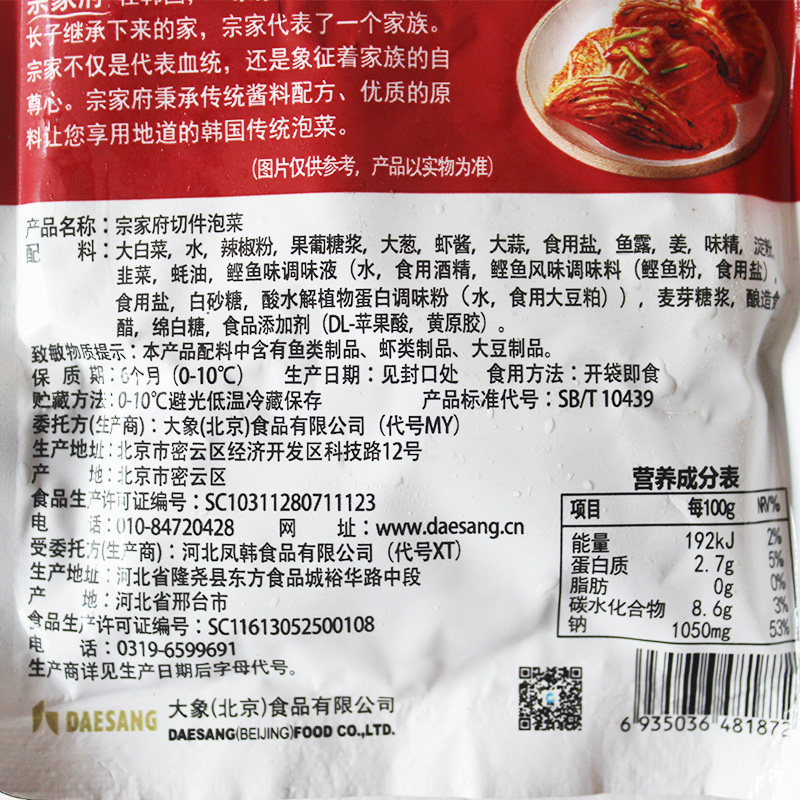 宗家府
长子继承下来的家，宗家代表了一个家族。
宗家不仅是代表血统，还是象征着家族的自
尊心。宗家府秉承传统酱料配方、优质的原
料让您享用地道的韩国传统泡菜。
(图片仅供参考，产品以实物为准)
产品名称：宗家府切件泡菜
配 料：大白菜，水，辣椒粉，果葡糖浆，大葱，虾酱，大蒜，食用盐，鱼露，姜，味精，淀粉，
韭菜，蚝油，鲣鱼味调味液（水，食用酒精，鲣鱼风味调味料（鲣鱼粉，食用盐），
食用盐，白砂糖，酸水解植物蛋白调味粉（水，食用大豆粕）），麦芽糖浆，酿造食
醋，绵白糖，食品添加剂（DL-苹果酸，黄原胶）。
致敏物质提示：本产品配料中含有鱼类制品、虾类制品、大豆制品。
保 质 期：6个月（0-10℃） 生产日期：见封口处 食用方法：开袋即食
贮藏方法：0-10℃避光低温冷藏保存 产品标准代号：SB/T 10439
委托方(生产商)：大象(北京)食品有限公司（代号MY）
生产地址：北京市密云区经济开发区科技路12号
产 地：北京市密云区
食品生产许可证编号：SC10311280711123
电 话：010-84720428 网 址：www.daesang.cn
受委托方(生产商)：河北凤韩食品有限公司（代号XT）
生产地址：河北省隆尧县东方食品城裕华路中段
产 地：河北省邢台市
食品生产许可证编号：SC11613052500108
电 话：0319-6599691
生产商详见生产日期后字母代号。
营养成分表
项目 每100g NRV%
能量 192kJ 2%
蛋白质 2.7g 5%
脂肪 0g 0%
碳水化合物 8.6g 3%
钠 1050mg 53%
DAESANG 大象(北京)食品有限公司
DAESANG(BEIJING)FOOD CO.,LTD.
6 935036 481872